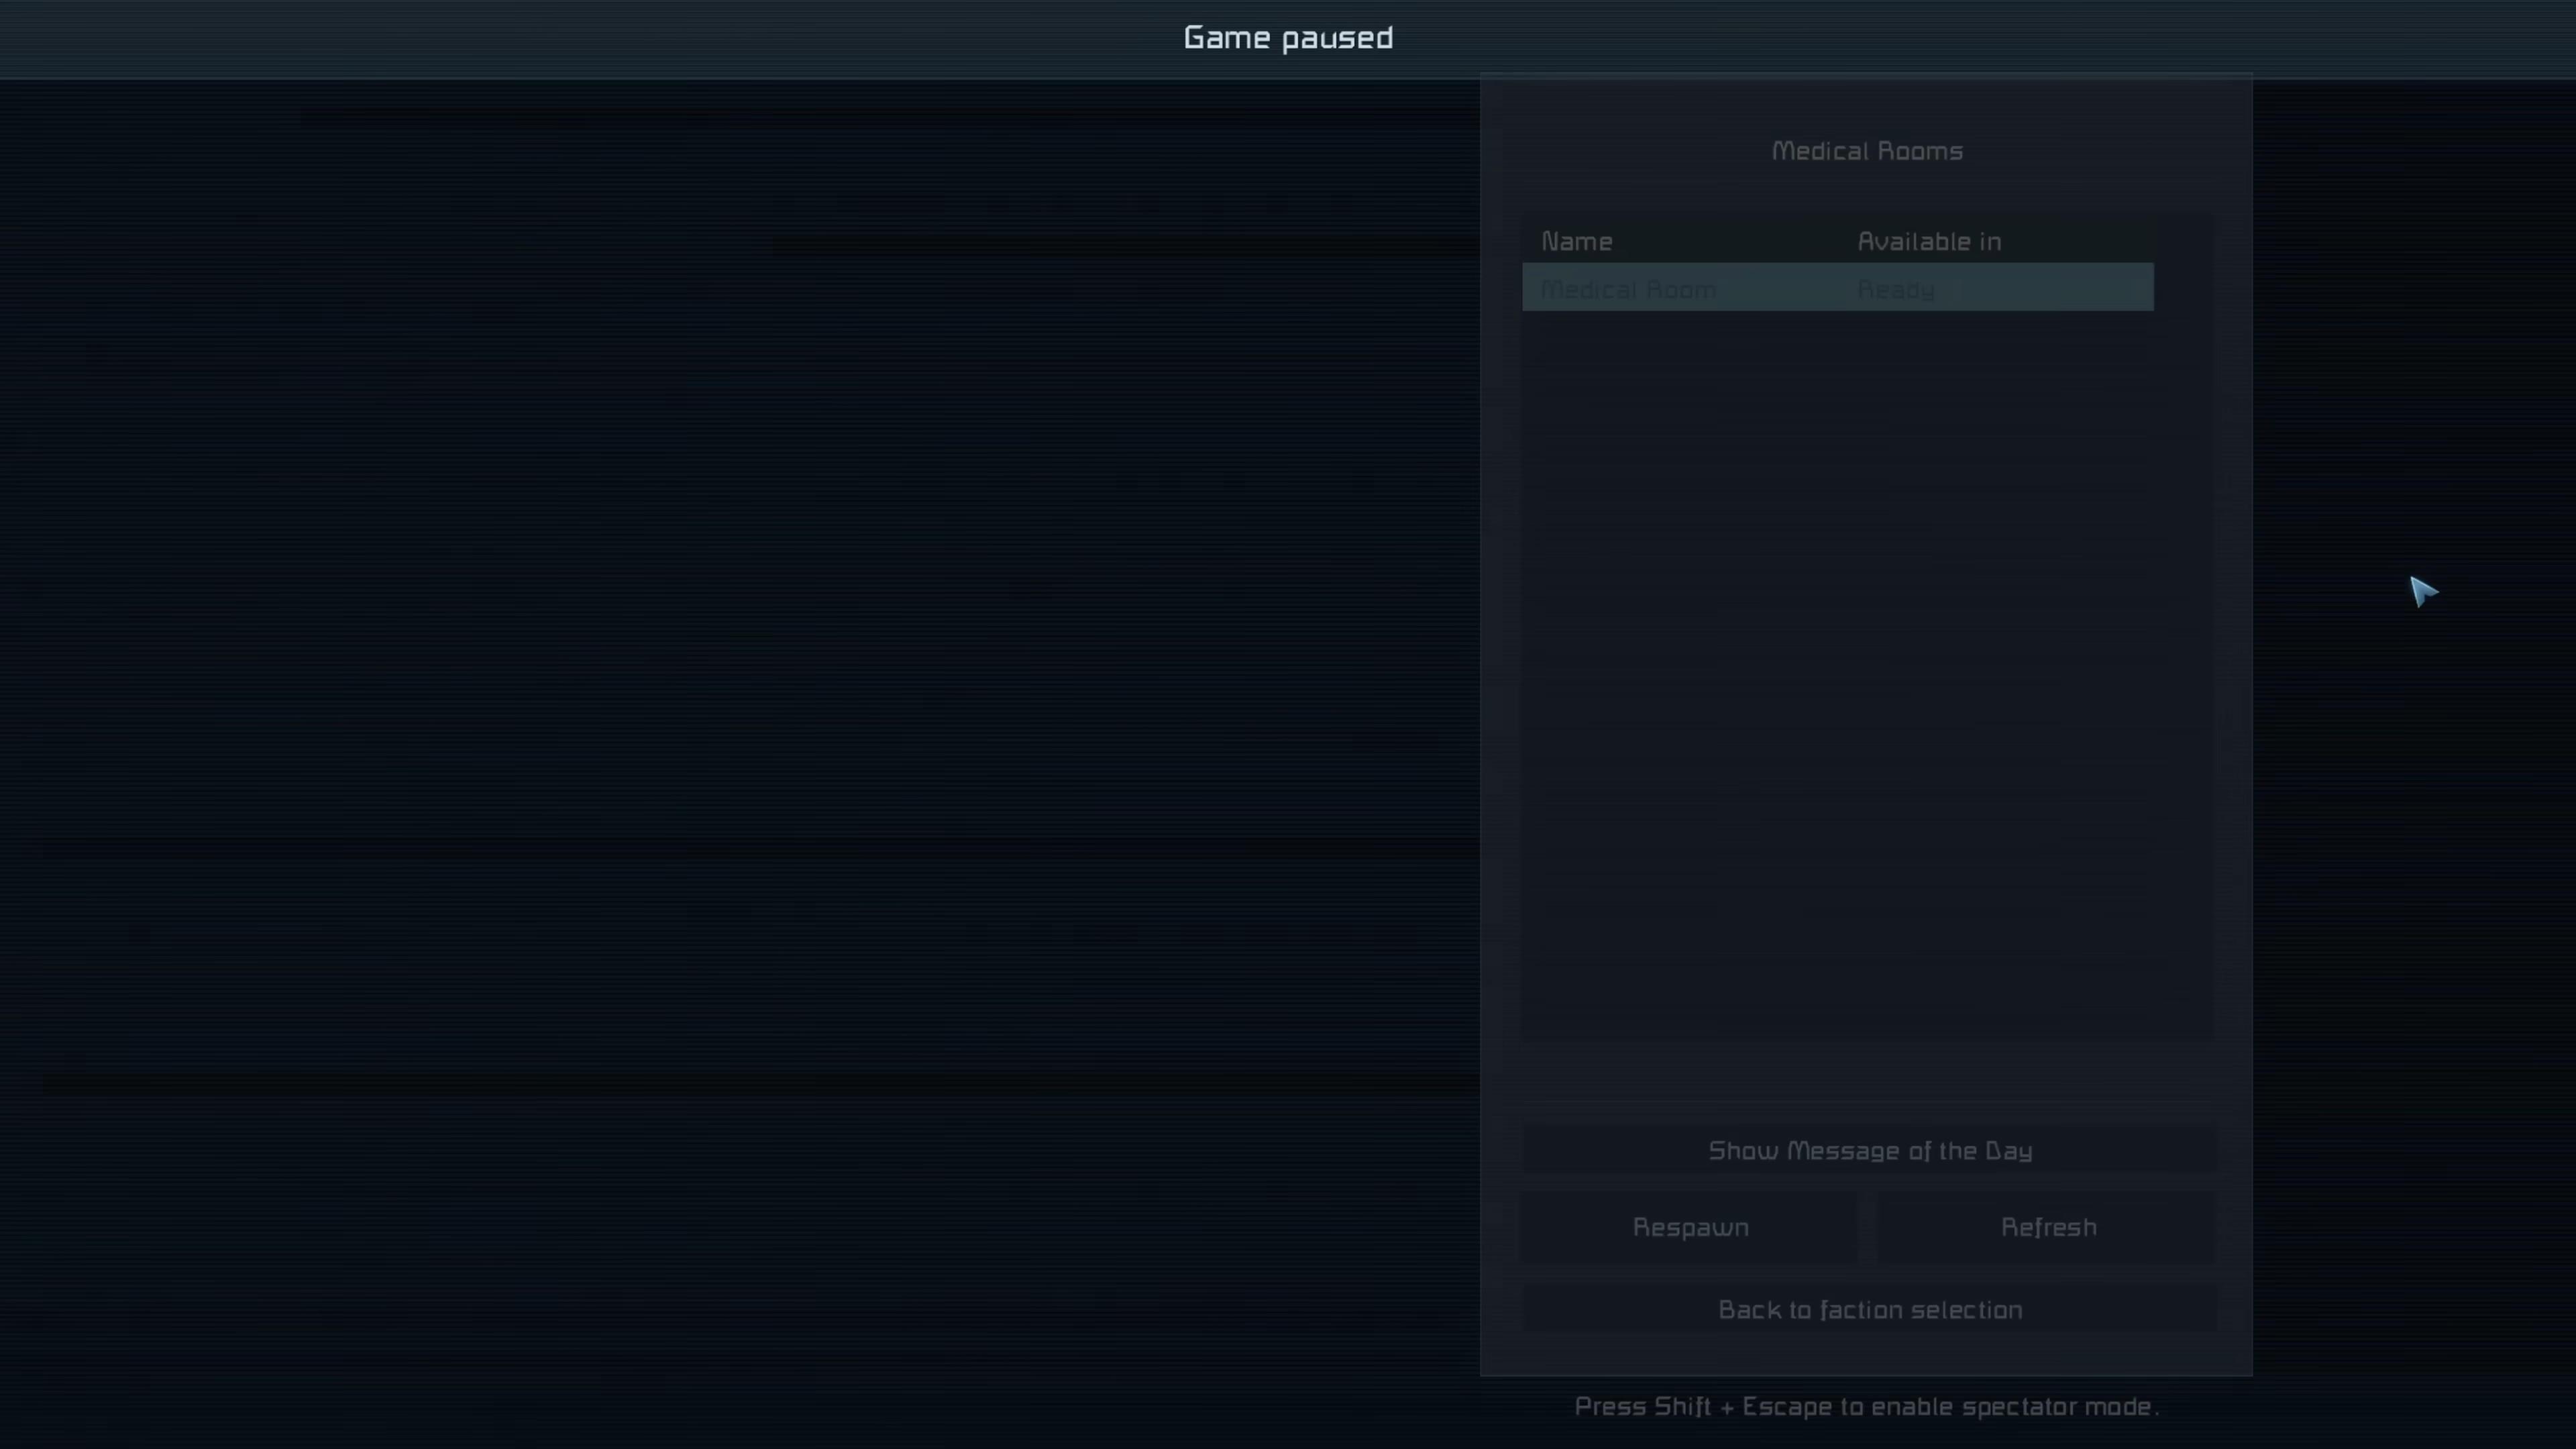 Game paused
Medical Rooms
Name Available in
Medical Room Ready
Show Message of the Day
Respawn Refresh
Back to faction selection
Press Shift + Escape to enable spectator mode.